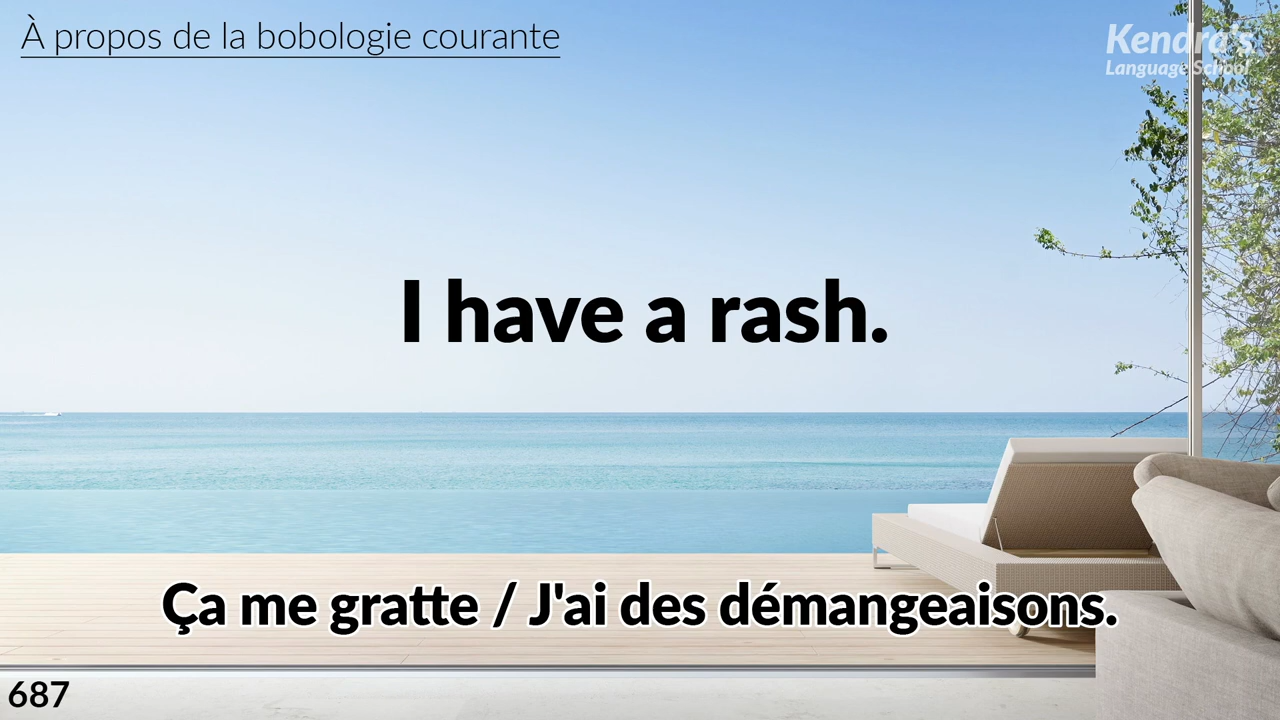 À propos de la bobologie courante
Kendra's
Language School
I have a rash.
Ça me gratte / J'ai des démangeaisons.
687